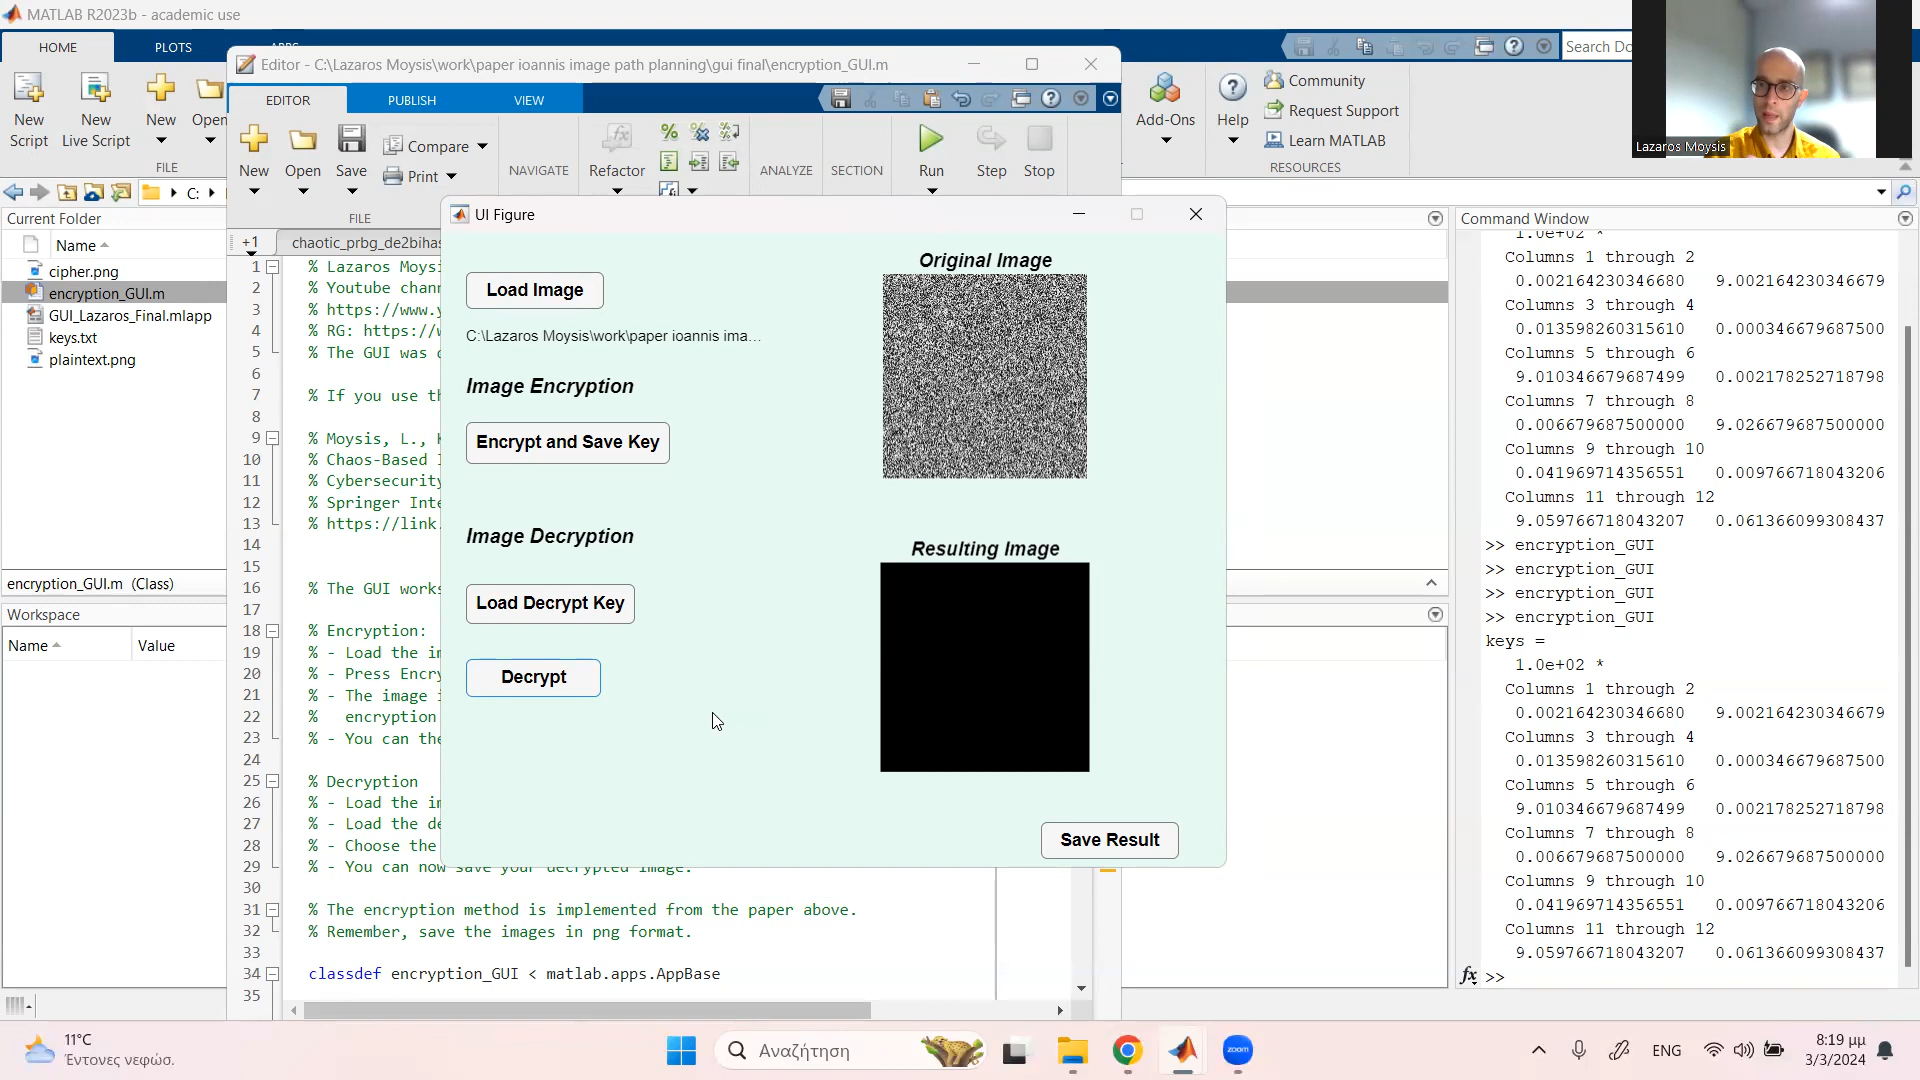 MATLAB R2023b - academic use
HOME
PLOTS
APPS
Search Do
New Script
New Live Script
New
Open
FILE
Add-Ons
Help
Community
Request Support
Learn MATLAB
RESOURCES
Lazaros Moysis
Editor - C:\Lazaros Moysis\work\paper ioannis image path planning\gui final\encryption_GUI.m
EDITOR
PUBLISH
VIEW
New
Open
Save
Compare
Print
FILE
NAVIGATE
Refactor
ANALYZE
SECTION
Run
Step
Stop
C:
Current Folder
Name
cipher.png
encryption_GUI.m
GUI_Lazaros_Final.mlapp
keys.txt
plaintext.png
encryption_GUI.m (Class)
Workspace
Name
Value
+1
chaotic_prbg_de2bihas
1 % Lazaros Moysi
2 % Youtube chann
3 % https://www.y
4 % RG: https://w
5 % The GUI was d
6
7 % If you use th
8
9 % Moysis, L., K
10 % Chaos-Based I
11 % Cybersecurity
12 % Springer Inte
13 % https://link.
14
15
16 % The GUI works
17
18 % Encryption:
19 % - Load the im
20 % - Press Encry
21 % - The image i
22 % encryption
23 % - You can the
24
25 % Decryption
26 % - Load the im
27 % - Load the de
28 % - Choose the
29 % - You can now save your decrypted image.
30
31 % The encryption method is implemented from the paper above.
32 % Remember, save the images in png format.
33
34 classdef encryption_GUI < matlab.apps.AppBase
35
UI Figure
Load Image
C:\Lazaros Moysis\work\paper ioannis ima...
Image Encryption
Encrypt and Save Key
Image Decryption
Load Decrypt Key
Decrypt
Original Image
Resulting Image
Save Result
Command Window
1.0e+02 *
Columns 1 through 2
0.002164230346680 9.002164230346679
Columns 3 through 4
0.013598260315610 0.000346679687500
Columns 5 through 6
9.010346679687499 0.002178252718798
Columns 7 through 8
0.006679687500000 9.026679687500000
Columns 9 through 10
0.041969714356551 0.009766718043206
Columns 11 through 12
9.059766718043207 0.061366099308437
>> encryption_GUI
>> encryption_GUI
>> encryption_GUI
>> encryption_GUI
keys =
1.0e+02 *
Columns 1 through 2
0.002164230346680 9.002164230346679
Columns 3 through 4
0.013598260315610 0.000346679687500
Columns 5 through 6
9.010346679687499 0.002178252718798
Columns 7 through 8
0.006679687500000 9.026679687500000
Columns 9 through 10
0.041969714356551 0.009766718043206
Columns 11 through 12
9.059766718043207 0.061366099308437
fx >>
11°C
Έντονες νεφώσ.
Αναζήτηση
zoom
ENG
8:19 μμ
3/3/2024